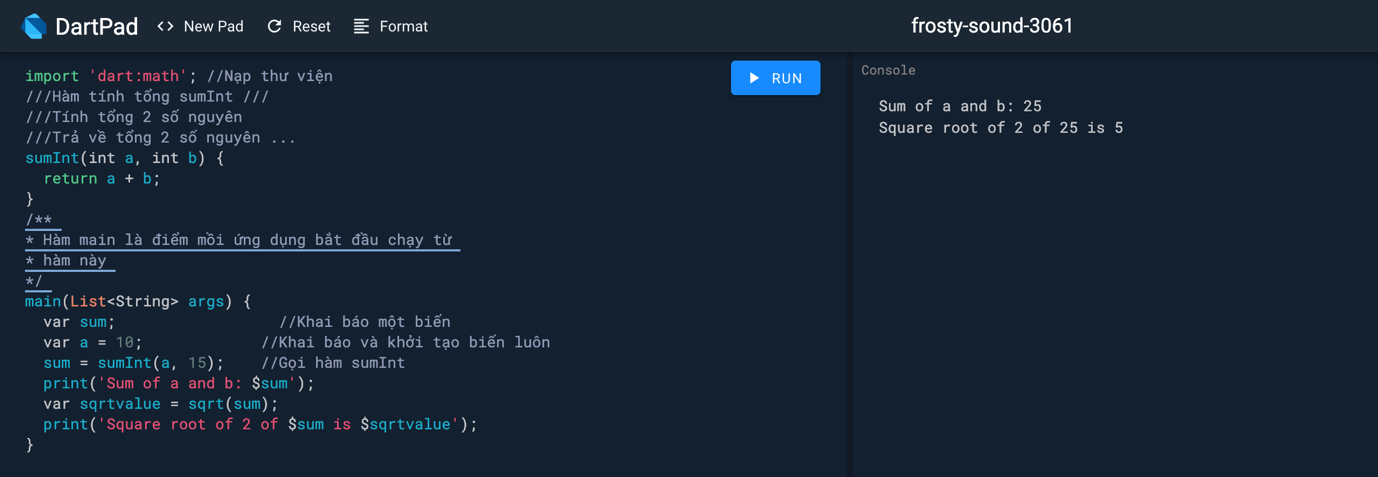 DartPad <> New Pad Reset Format frosty-sound-3061
import 'dart:math'; //Nạp thư viện
///Hàm tính tổng sumInt ///
///Tính tổng 2 số nguyên
///Trả về tổng 2 số nguyên ...
sumInt(int a, int b) {
  return a + b;
}
/**
* Hàm main là điểm mồi ứng dụng bắt đầu chạy từ
* hàm này
*/
main(List<String> args) {
  var sum;                  //Khai báo một biến
  var a = 10;             //Khai báo và khởi tạo biến luôn
  sum = sumInt(a, 15);    //Gọi hàm sumInt
  print('Sum of a and b: $sum');
  var sqrtvalue = sqrt(sum);
  print('Square root of 2 of $sum is $sqrtvalue');
}
RUN
Console
Sum of a and b: 25
Square root of 2 of 25 is 5